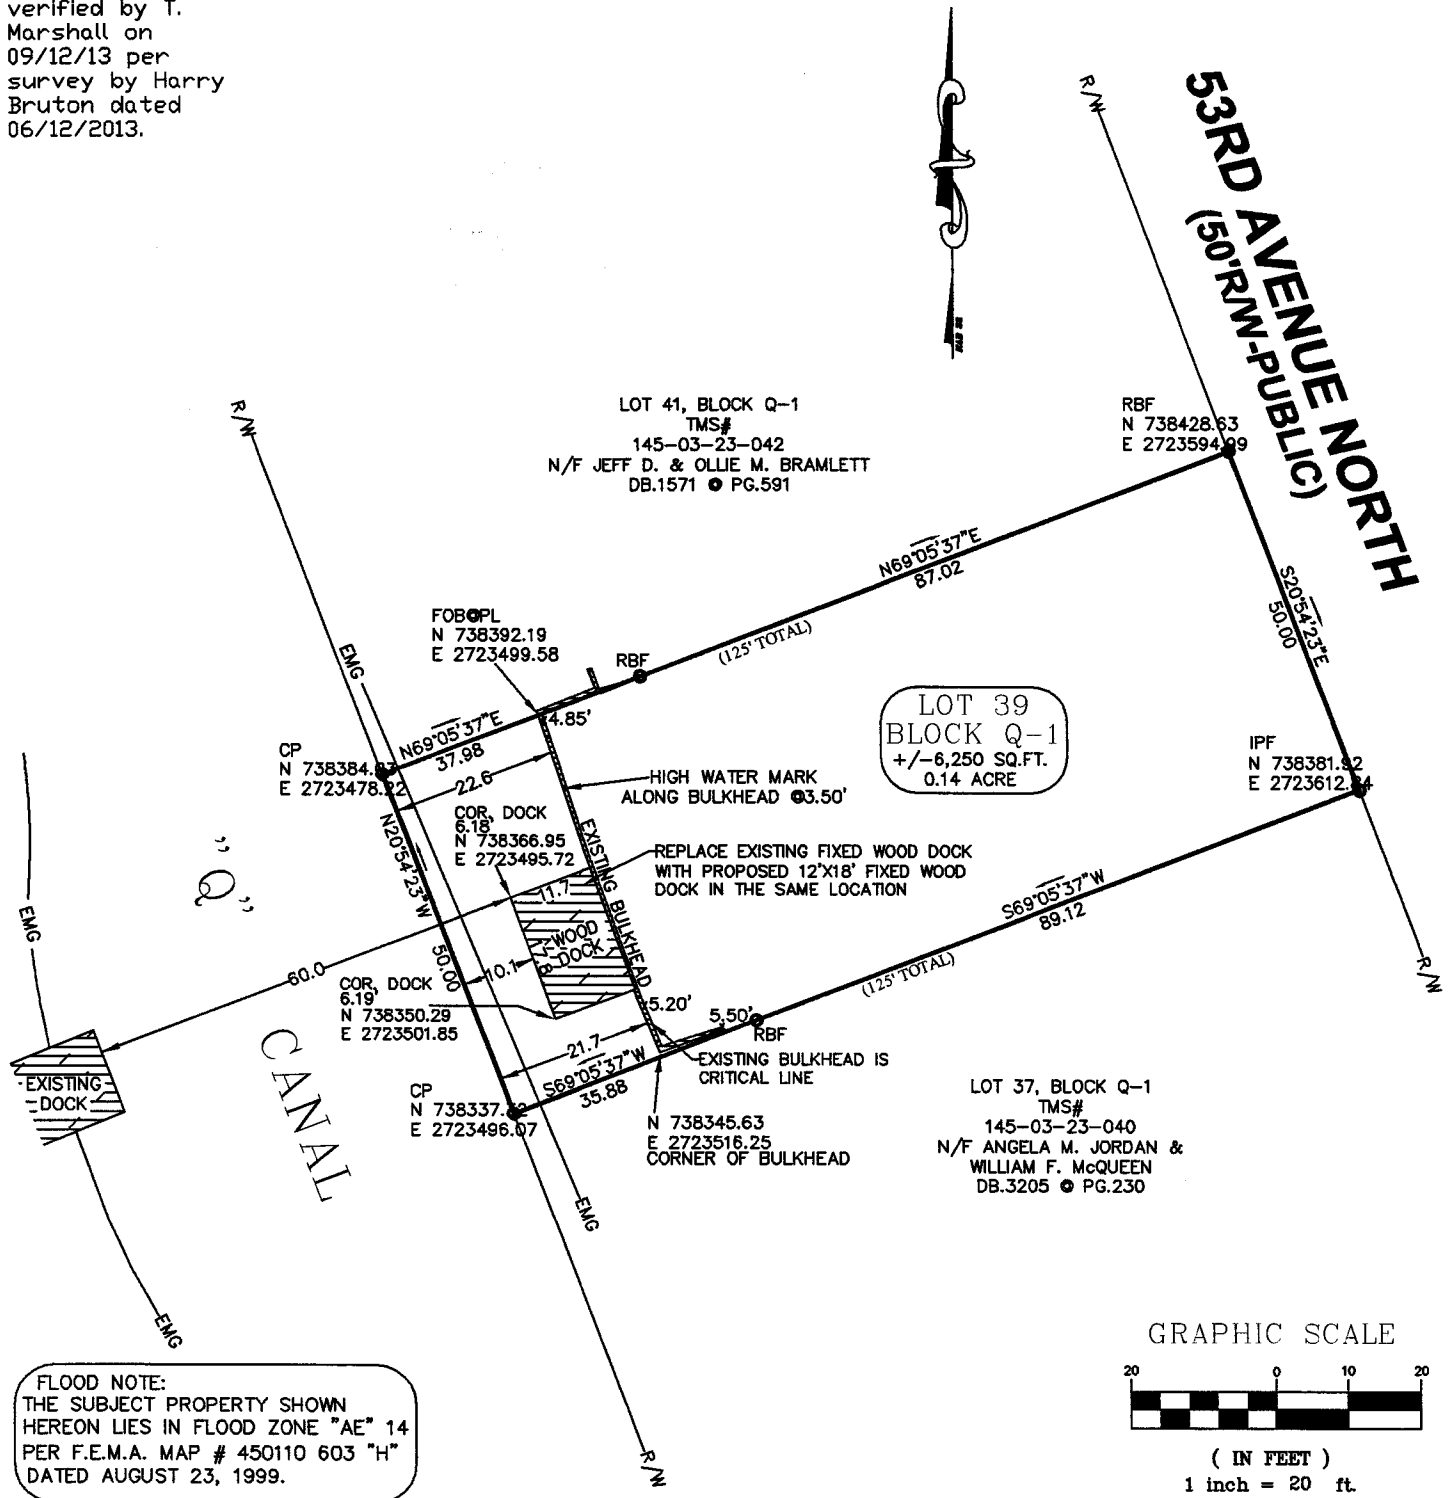 verified by T.
Marshall on
09/12/13 per
survey by Harry
Bruton dated
06/12/2013.
R/W
53RD AVENUE NORTH
(50'R/W-PUBLIC)
R/W
LOT 41, BLOCK Q-1
TMS#
145-03-23-042
N/F JEFF D. & OLLIE M. BRAMLETT
DB.1571 @ PG.591
RBF
N 738428.63
E 2723594.99
N69°05'37"E
87.02
(125' TOTAL)
S20°54'23"E
50.00
FOB@PL
N 738392.19
E 2723499.58
RBF
EMG
4.85'
LOT 39
BLOCK Q-1
+/-6,250 SQ.FT.
0.14 ACRE
IPF
N 738381.92
E 2723612.84
CP
N 738384.
E 2723478.22
N69°05'37"E
37.98
22.6
HIGH WATER MARK
ALONG BULKHEAD @3.50'
COR. DOCK
6.18'
N 738366.95
E 2723495.72
EXISTING BULKHEAD
REPLACE EXISTING FIXED WOOD DOCK
WITH PROPOSED 12'X18' FIXED WOOD
DOCK IN THE SAME LOCATION
N20°54'23"W
50.00
11.7
WOOD
DOCK
17.8
10.1
S69°05'37"W
89.12
(125' TOTAL)
"Q"
CANAL
EMG
60.0
COR. DOCK
6.19'
N 738350.29
E 2723501.85
5.20'
5.50'
RBF
R/W
21.7
S69°05'37"W
35.88
EXISTING BULKHEAD IS
CRITICAL LINE
EXISTING
DOCK
CP
N 738337.
E 2723496.07
N 738345.63
E 2723516.25
CORNER OF BULKHEAD
LOT 37, BLOCK Q-1
TMS#
145-03-23-040
N/F ANGELA M. JORDAN &
WILLIAM F. McQUEEN
DB.3205 @ PG.230
EMG
EMG
R/W
FLOOD NOTE:
THE SUBJECT PROPERTY SHOWN
HEREON LIES IN FLOOD ZONE "AE" 14
PER F.E.M.A. MAP # 450110 603 "H"
DATED AUGUST 23, 1999.
GRAPHIC SCALE
20 0 10 20
( IN FEET )
1 inch = 20 ft.